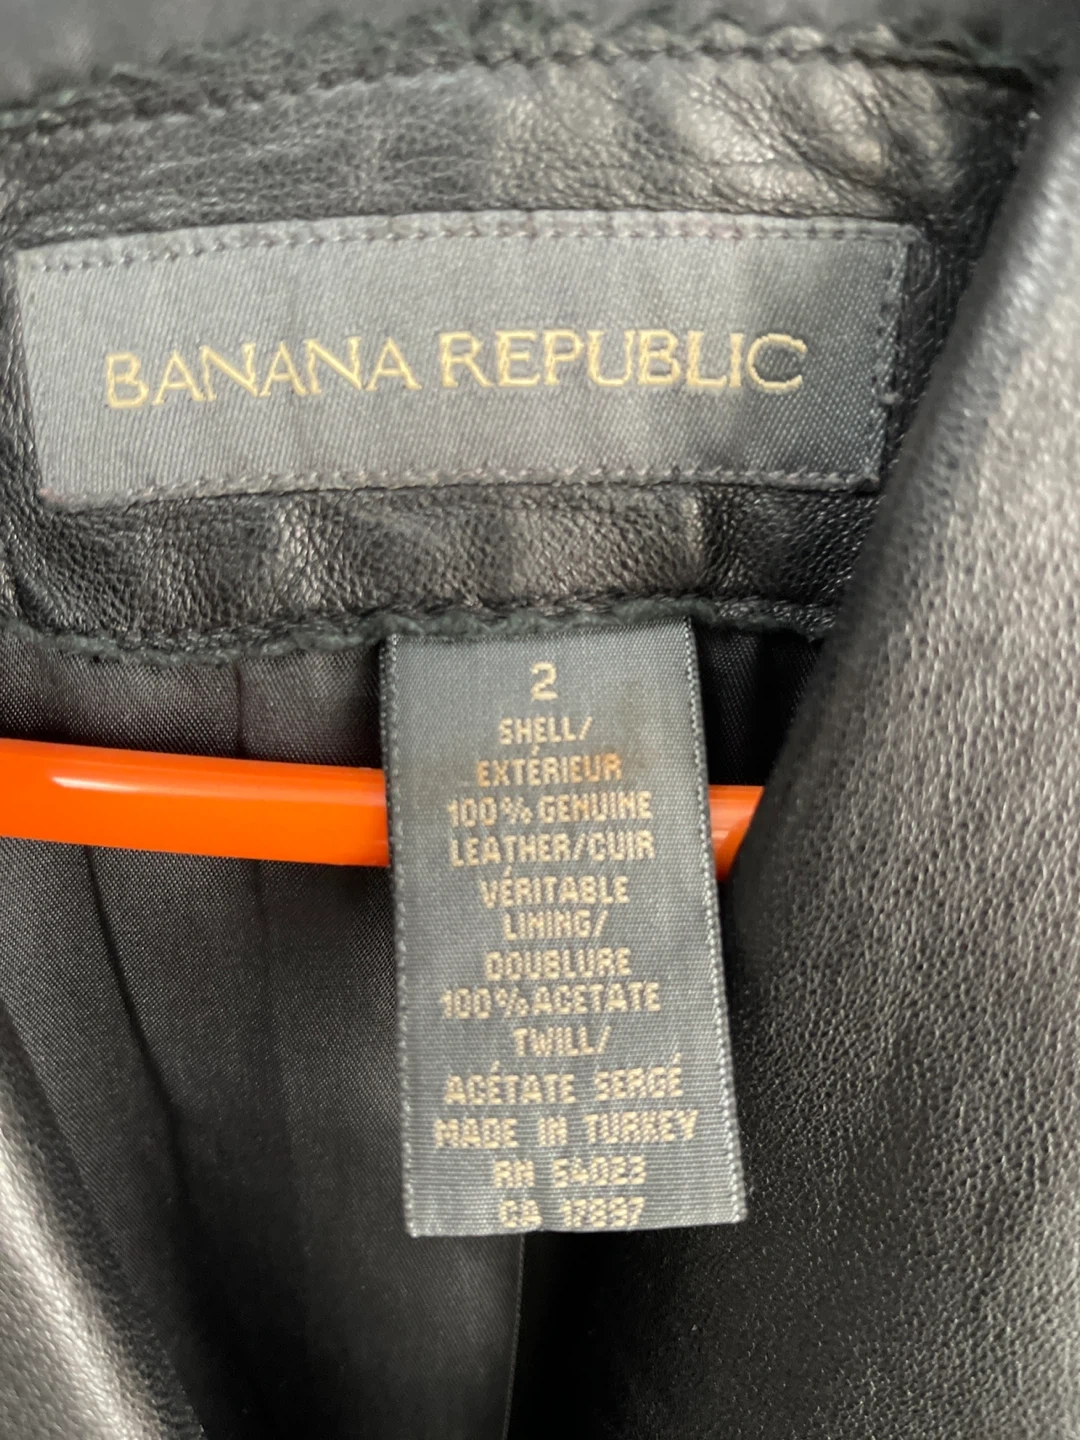 BANANA REPUBLIC
2
SHELL/
EXTÉRIEUR
100% GENUINE
LEATHER/CUIR
VÉRITABLE
LINING/
DOUBLURE
100% ACETATE
TWILL/
ACÉTATE SERGÉ
MADE IN TURKEY
RN 54023
CA 17897